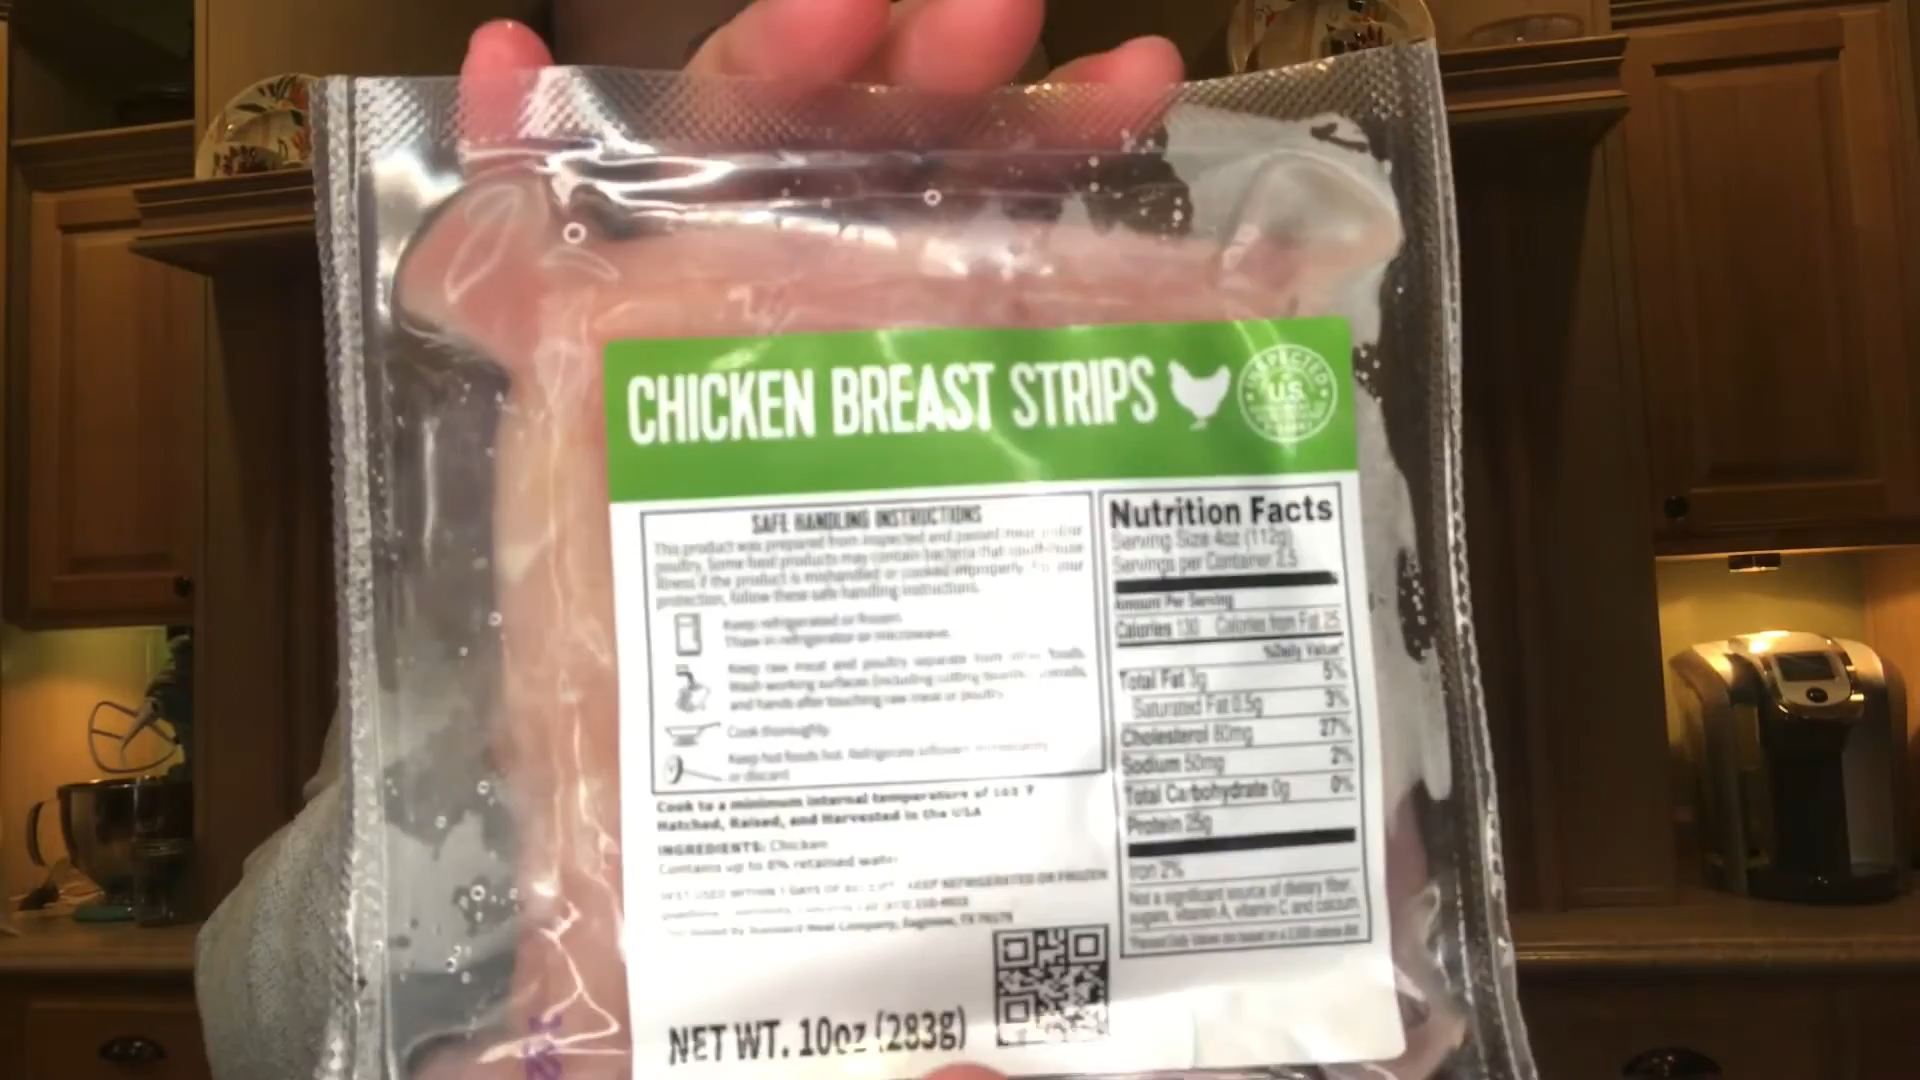 CHICKEN BREAST STRIPS
INSPECTED
U.S.
SAFE HANDLING INSTRUCTIONS
This product was prepared from inspected and passed meat and/or
poultry. Some food products may contain bacteria that could cause
illness if the product is mishandled or cooked improperly. For your
protection, follow these safe handling instructions.
Keep refrigerated or frozen.
Thaw in refrigerator or microwave.
Keep raw meat and poultry separate from other foods.
Wash working surfaces (including cutting boards), utensils,
and hands after touching raw meat or poultry.
Cook thoroughly.
Keep hot foods hot. Refrigerate leftovers immediately
or discard.
Cook to a minimum internal temperature of
Hatched, Raised, and Harvested in the USA
INGREDIENTS: Chicken
Contains up to 8% retained water
KEEP REFRIGERATED OR FROZEN
Standard Meat Company, Saginaw, TX 76179
NET WT. 10oz (283g)
Nutrition Facts
Serving Size 4oz (112g)
Servings per Container 2.5
Amount Per Serving
Calories 130 Calories from Fat 25
%Daily Value*
Total Fat 3g 5%
Saturated Fat 0.5g 3%
Cholesterol 80mg 27%
Sodium 50mg 2%
Total Carbohydrate 0g 0%
Protein 25g
Iron 2%
Not a significant source of dietary fiber,
sugars, vitamin A, vitamin C and calcium